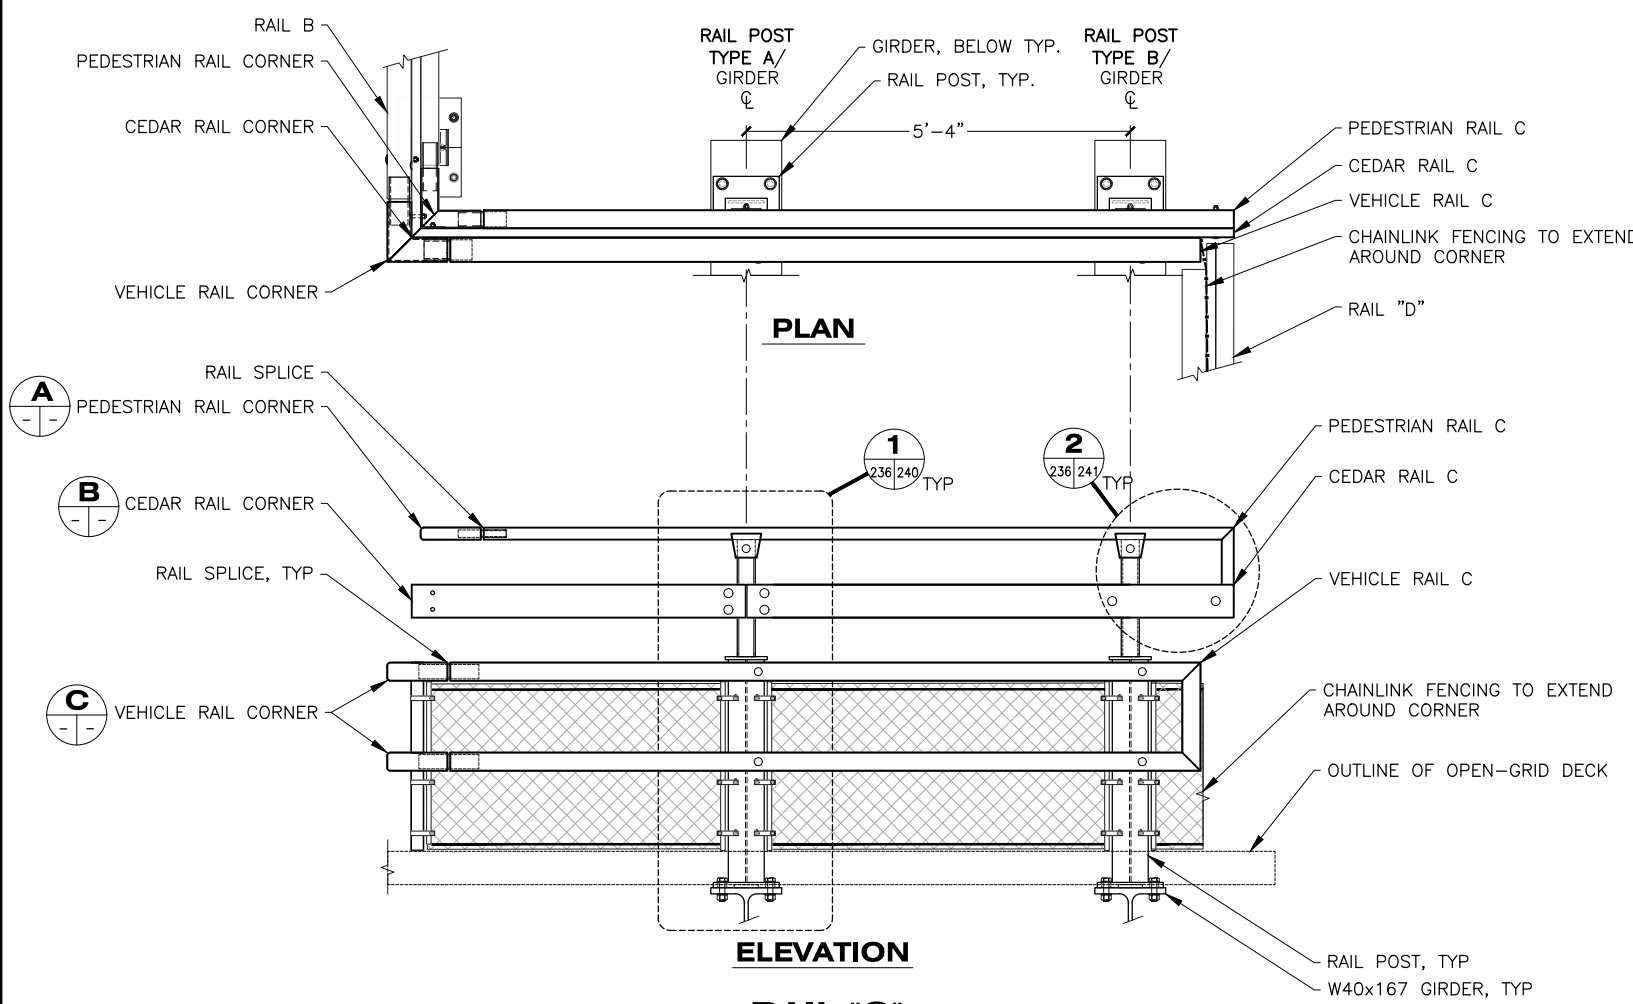 RAIL B
PEDESTRIAN RAIL CORNER
CEDAR RAIL CORNER
VEHICLE RAIL CORNER
RAIL POST
TYPE A/
GIRDER
℄
GIRDER, BELOW TYP.
RAIL POST, TYP.
5'-4"
RAIL POST
TYPE B/
GIRDER
℄
PEDESTRIAN RAIL C
CEDAR RAIL C
VEHICLE RAIL C
CHAINLINK FENCING TO EXTEND
AROUND CORNER
RAIL "D"
PLAN
RAIL SPLICE
A
- -
PEDESTRIAN RAIL CORNER
B
- -
CEDAR RAIL CORNER
RAIL SPLICE, TYP
C
- -
VEHICLE RAIL CORNER
1
236 240
TYP
2
236 241
TYP
PEDESTRIAN RAIL C
CEDAR RAIL C
VEHICLE RAIL C
CHAINLINK FENCING TO EXTEND
AROUND CORNER
OUTLINE OF OPEN-GRID DECK
RAIL POST, TYP
W40x167 GIRDER, TYP
ELEVATION
RAIL "C"